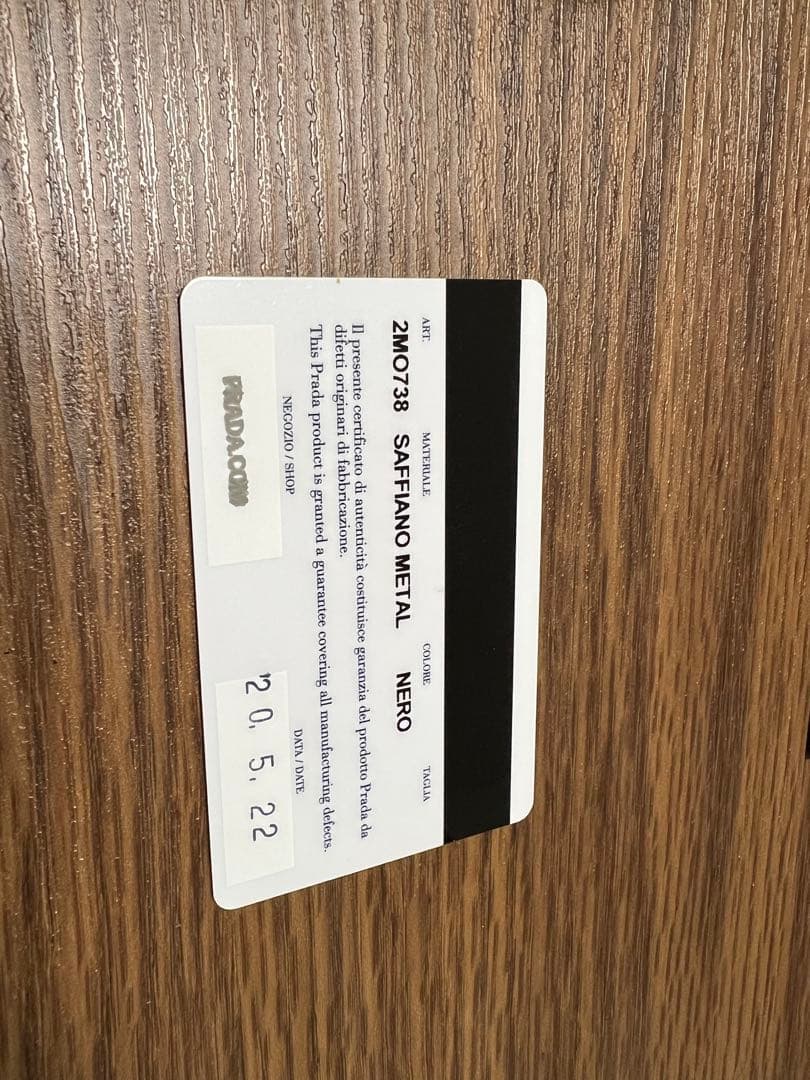 ART. MATERIALE COLORE TAGLIA
2MO738 SAFFIANO METAL NERO
Il presente certificato di autenticità costituisce garanzia del prodotto Prada da
difetti originari di fabbricazione.
This Prada product is granted a guarantee covering all manufacturing defects.
NEGOZIO / SHOP DATA / DATE
PRADA.COM 20. 5. 22